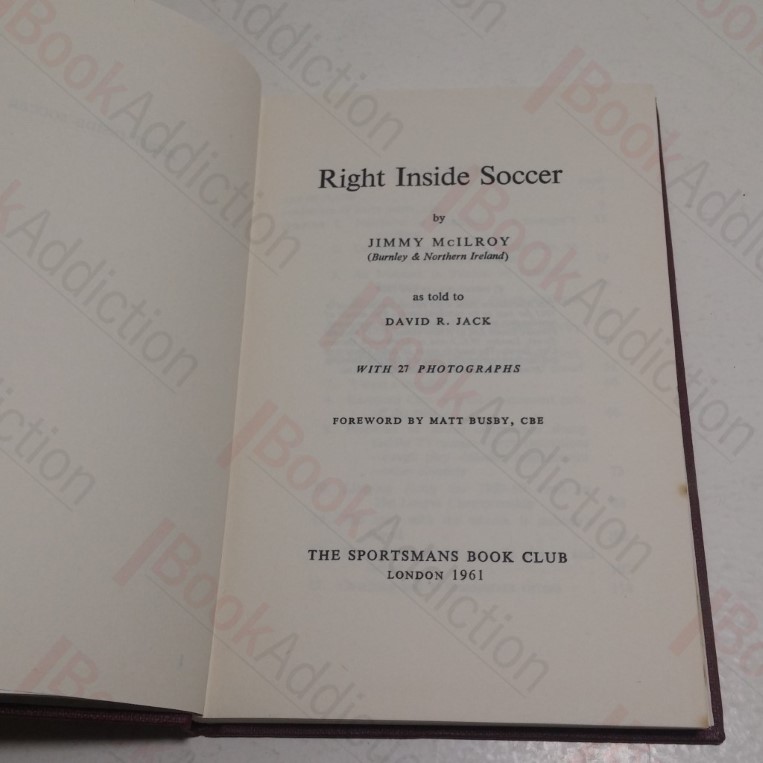 Right Inside Soccer
by
JIMMY McILROY
(Burnley & Northern Ireland)
as told to
DAVID R. JACK
WITH 27 PHOTOGRAPHS
FOREWORD BY MATT BUSBY, CBE
THE SPORTSMANS BOOK CLUB
LONDON 1961
BookAddiction